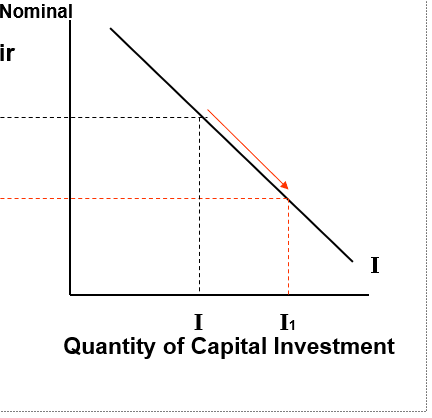 Nominal
ir
I
I I₁
Quantity of Capital Investment